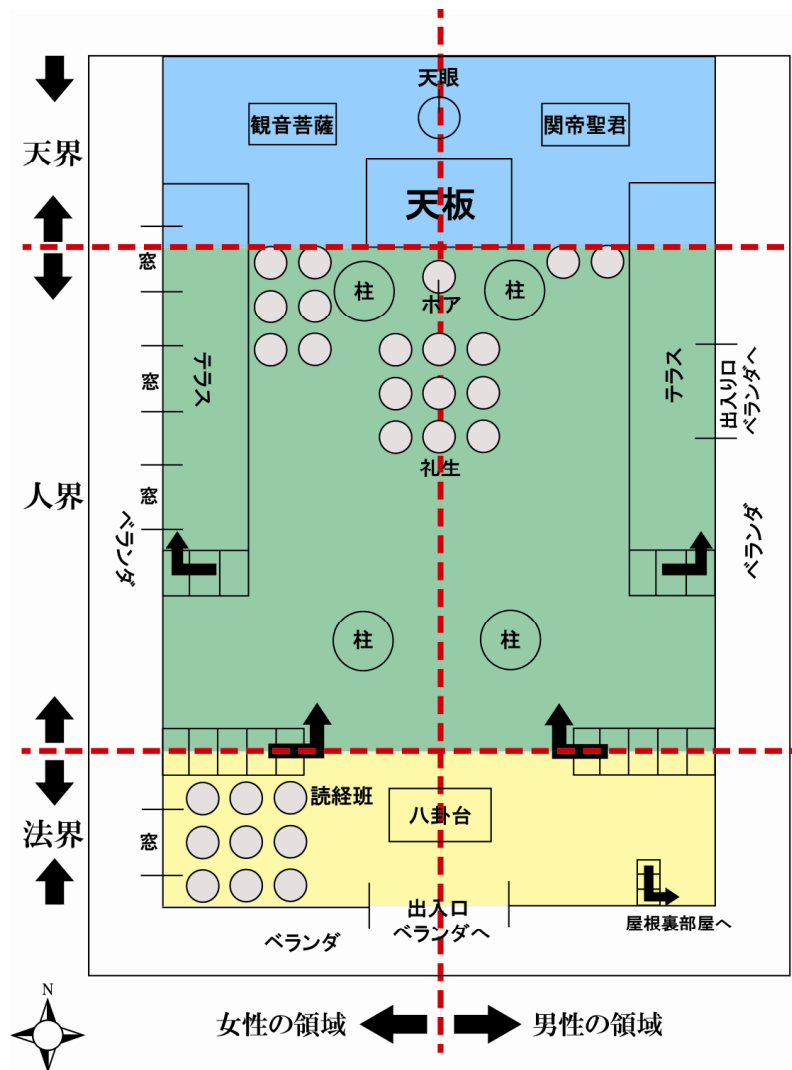 天眼
観音菩薩
関帝聖君
天界
天板
窓
柱
柱
ホア
テラス
テラス
窓
出入り口
ベランダへ
礼生
人界
窓
ベランダ
ベランダ
柱
柱
読経班
八卦台
法界
窓
出入口
ベランダへ
屋根裏部屋へ
ベランダ
N
女性の領域
男性の領域